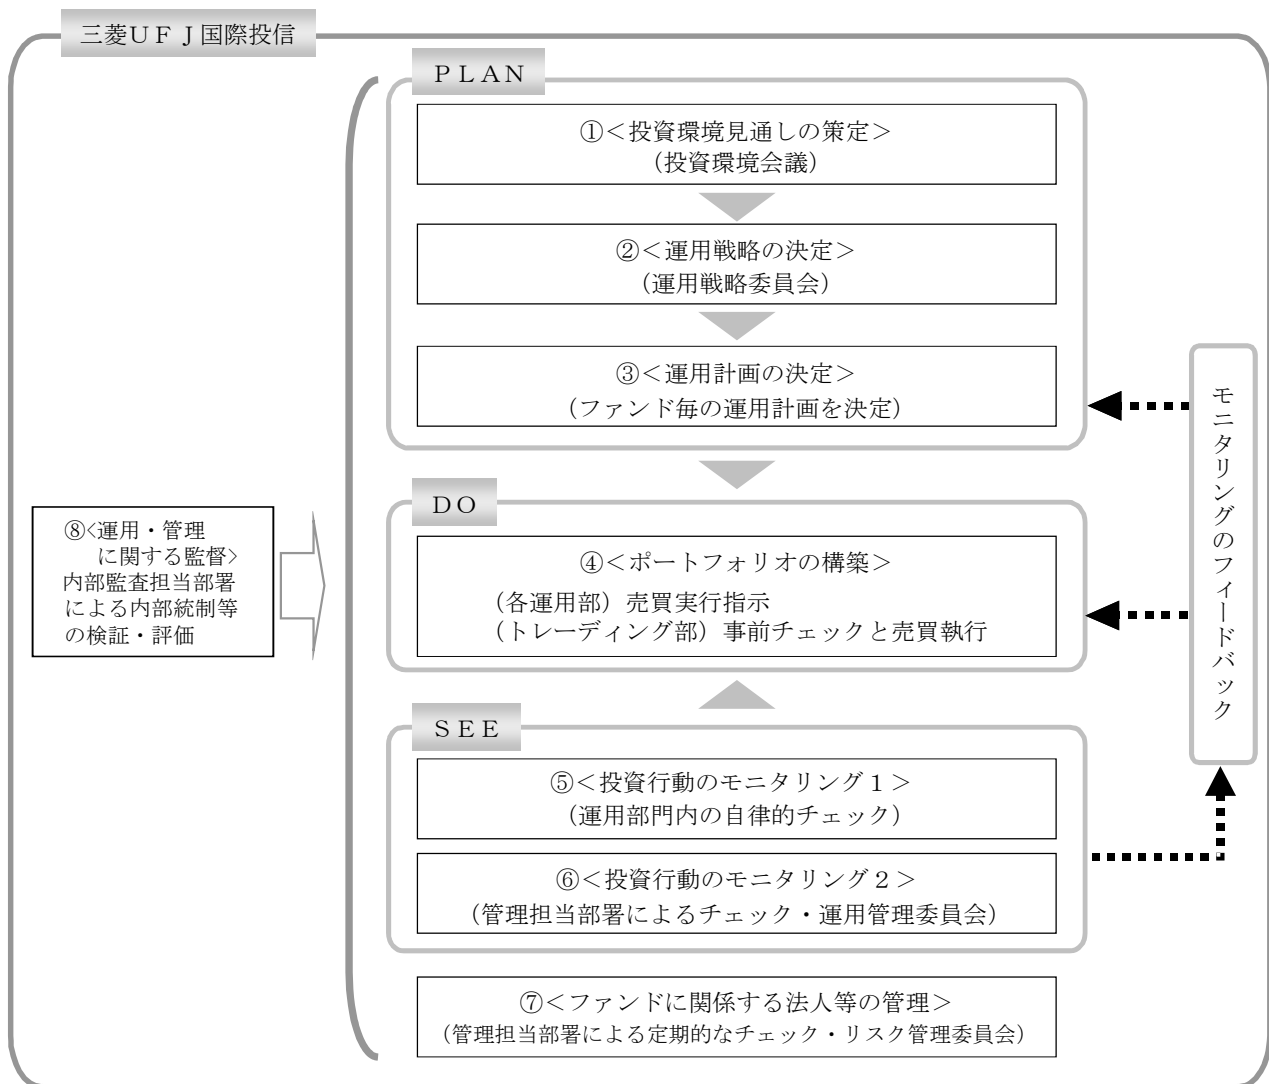 三菱UFJ国際投信
PLAN
①<投資環境見通しの策定>
(投資環境会議)
②<運用戦略の決定>
(運用戦略委員会)
③<運用計画の決定>
(ファンド毎の運用計画を決定)
DO
④<ポートフォリオの構築>
(各運用部)売買実行指示
(トレーディング部)事前チェックと売買執行
SEE
⑤<投資行動のモニタリング1>
(運用部門内の自律的チェック)
⑥<投資行動のモニタリング2>
(管理担当部署によるチェック・運用管理委員会)
⑦<ファンドに関係する法人等の管理>
(管理担当部署による定期的なチェック・リスク管理委員会)
⑧<運用・管理
に関する監督>
内部監査担当部署
による内部統制等
の検証・評価
モニタリングのフィードバック